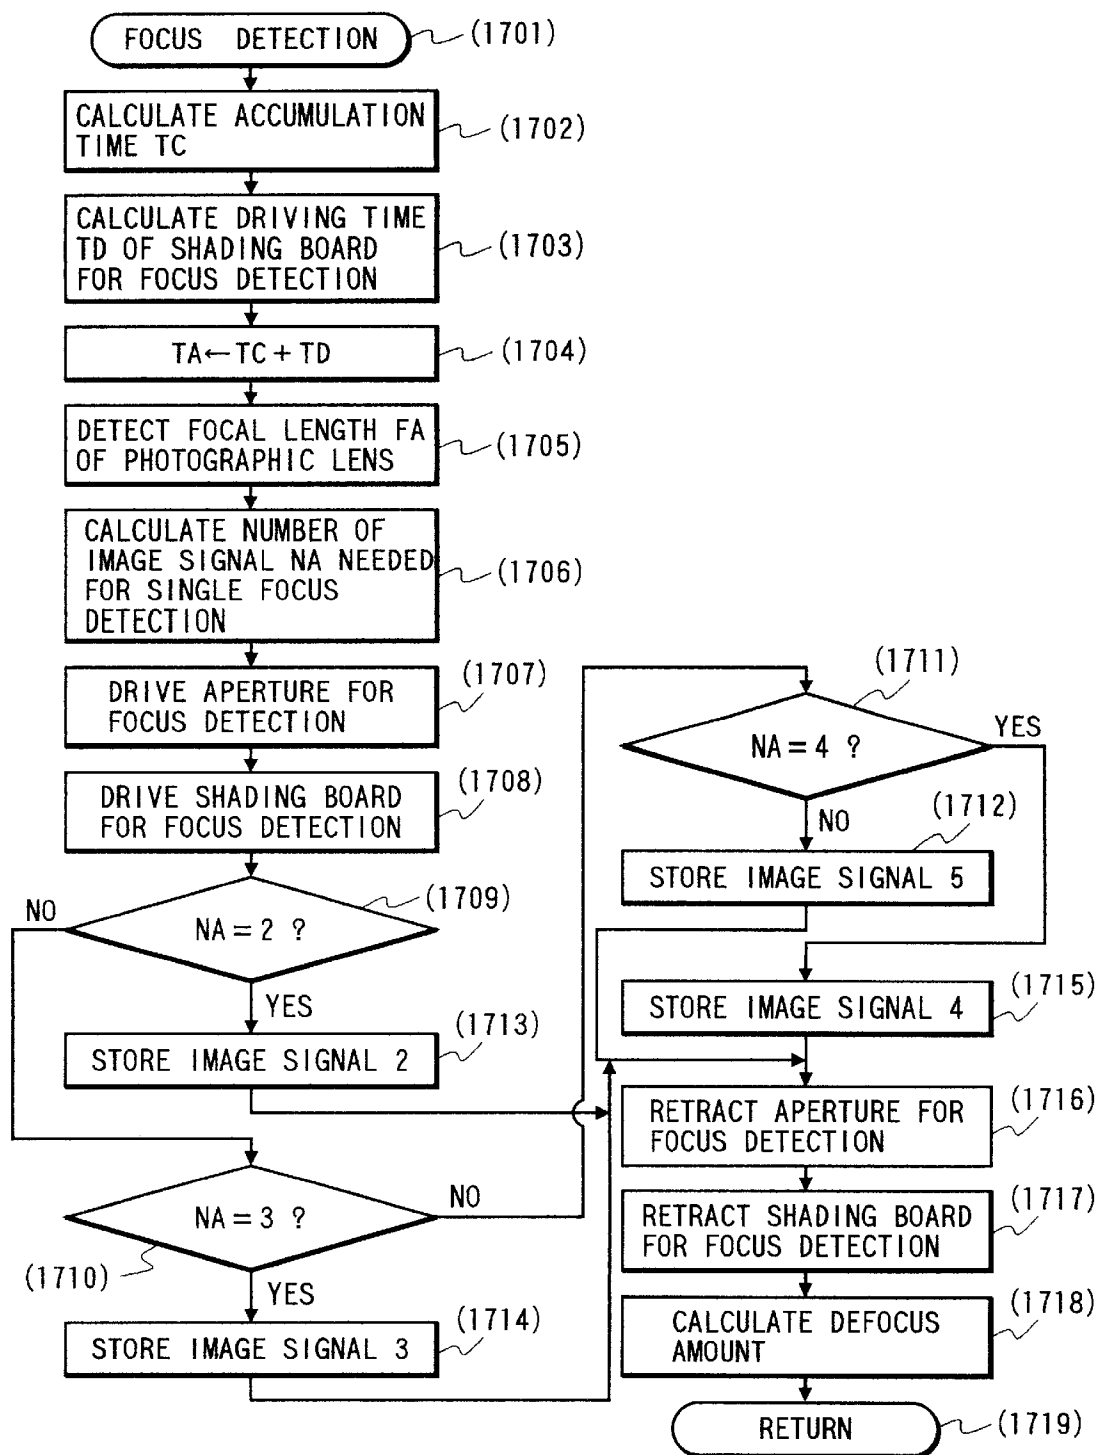 FOCUS DETECTION
(1701)
CALCULATE ACCUMULATION
TIME TC
(1702)
CALCULATE DRIVING TIME
TD OF SHADING BOARD
FOR FOCUS DETECTION
(1703)
TA←TC+TD
(1704)
DETECT FOCAL LENGTH FA
OF PHOTOGRAPHIC LENS
(1705)
CALCULATE NUMBER OF
IMAGE SIGNAL NA NEEDED
FOR SINGLE FOCUS
DETECTION
(1706)
DRIVE APERTURE FOR
FOCUS DETECTION
(1707)
DRIVE SHADING BOARD
FOR FOCUS DETECTION
(1708)
NA=2 ?
(1709)
NO
YES
STORE IMAGE SIGNAL 2
(1713)
NA=3 ?
(1710)
NO
YES
STORE IMAGE SIGNAL 3
(1714)
(1711)
NA=4 ?
YES
NO
(1712)
STORE IMAGE SIGNAL 5
STORE IMAGE SIGNAL 4
(1715)
RETRACT APERTURE FOR
FOCUS DETECTION
(1716)
RETRACT SHADING BOARD
FOR FOCUS DETECTION
(1717)
CALCULATE DEFOCUS
AMOUNT
(1718)
RETURN
(1719)